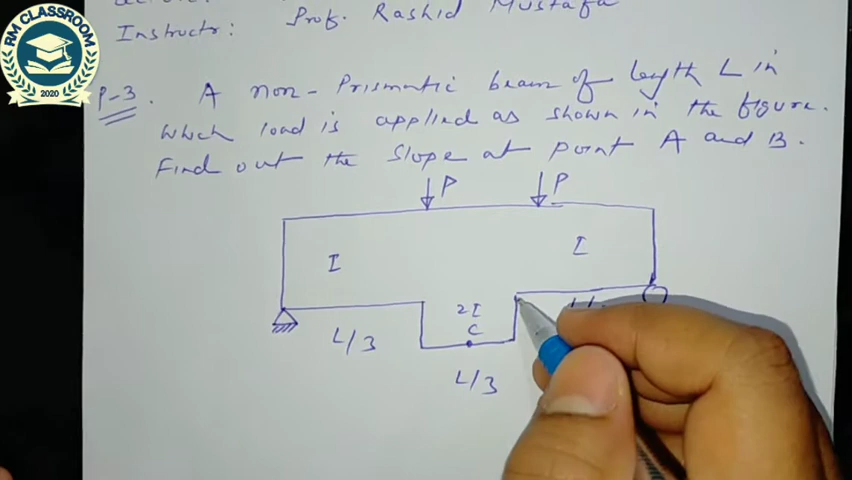 RM CLASSROOM
2020
Instructr: Prof. Rashid Mustafa
P-3. A non-Prismatic beam of length L in
which load is applied as shown in the figure.
Find out the slope at point A and B.
P P
I I
2I
C
L/3
L/3